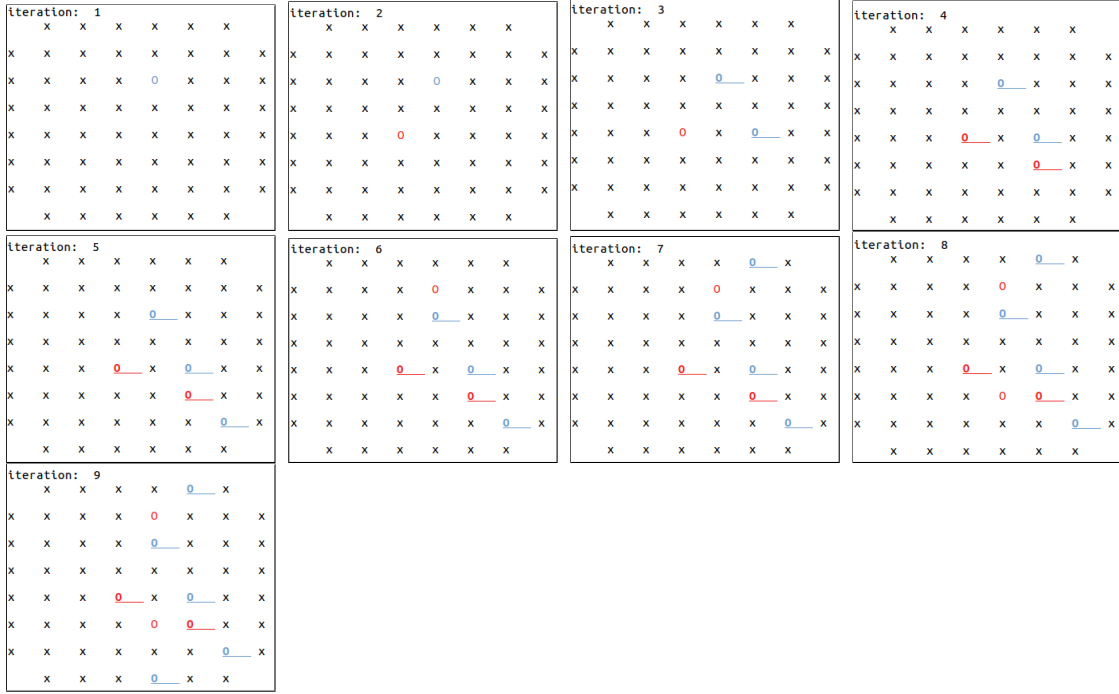 iteration: 1
x x x x x x
x x x x x x x x
x x x x 0 x x x
x x x x x x x x
x x x x x x x x
x x x x x x x x
x x x x x x x x
x x x x x x
iteration: 2
x x x x x x
x x x x x x x x
x x x x 0 x x x
x x x x x x x x
x x x 0 x x x x
x x x x x x x x
x x x x x x x x
x x x x x x
iteration: 3
x x x x x x
x x x x x x x x
x x x x 0 x x x
x x x x x x x x
x x x 0 x 0 x x
x x x x x x x x
x x x x x x x x
x x x x x x
iteration: 4
x x x x x x
x x x x x x x x
x x x x 0 x x x
x x x x x x x x
x x x 0 x 0 x x
x x x x x 0 x x
x x x x x x x x
x x x x x x
iteration: 5
x x x x x x
x x x x x x x x
x x x x 0 x x x
x x x x x x x x
x x x 0 x 0 x x
x x x x x 0 x x
x x x x x x 0 x
x x x x x x
iteration: 6
x x x x x x
x x x x 0 x x x
x x x x 0 x x x
x x x x x x x x
x x x 0 x 0 x x
x x x x x 0 x x
x x x x x x 0 x
x x x x x x
iteration: 7
x x x x 0 x
x x x x 0 x x x
x x x x 0 x x x
x x x x x x x x
x x x 0 x 0 x x
x x x x x 0 x x
x x x x x x 0 x
x x x x x x
iteration: 8
x x x x 0 x
x x x x 0 x x x
x x x x 0 x x x
x x x x x x x x
x x x 0 x 0 x x
x x x x 0 0 x x
x x x x x x 0 x
x x x x x x
iteration: 9
x x x x 0 x
x x x x 0 x x x
x x x x 0 x x x
x x x x x x x x
x x x 0 x 0 x x
x x x x 0 0 x x
x x x x x x 0 x
x x x 0 x x